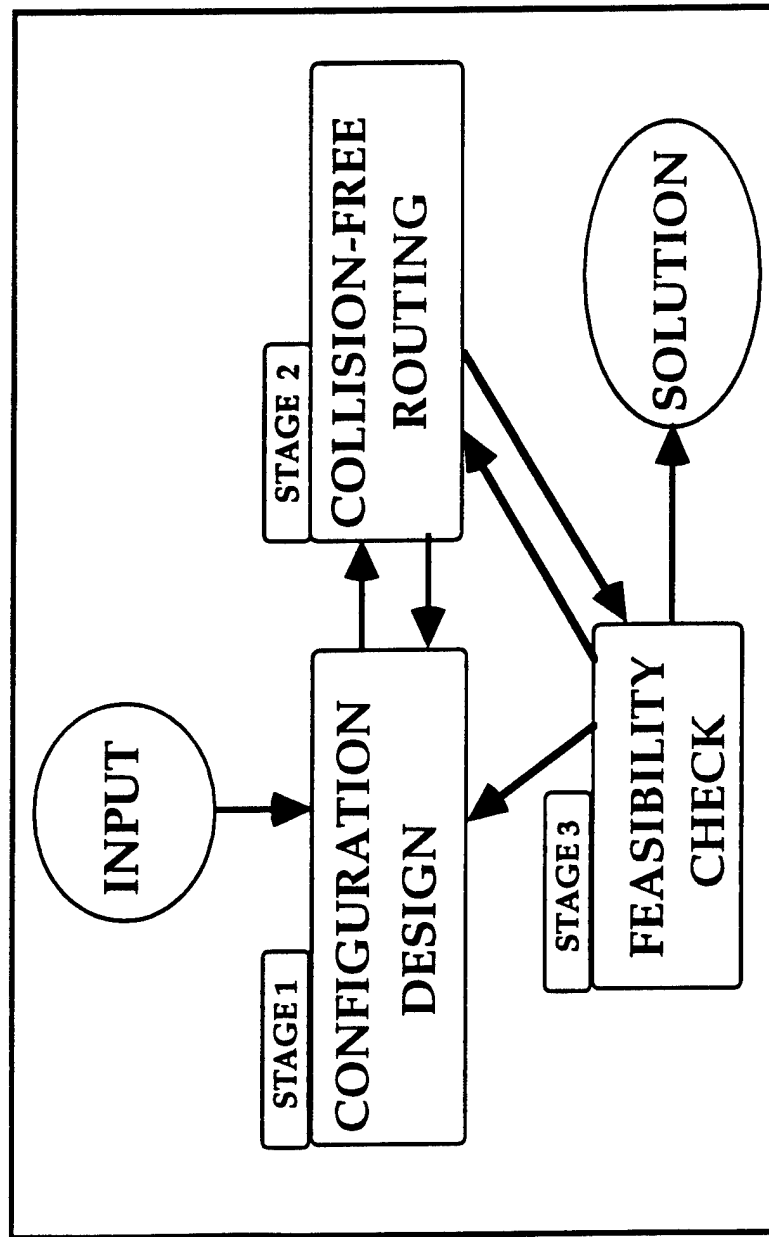 INPUT
STAGE 1
CONFIGURATION
DESIGN
STAGE 2
COLLISION-FREE
ROUTING
STAGE 3
FEASIBILITY
CHECK
SOLUTION